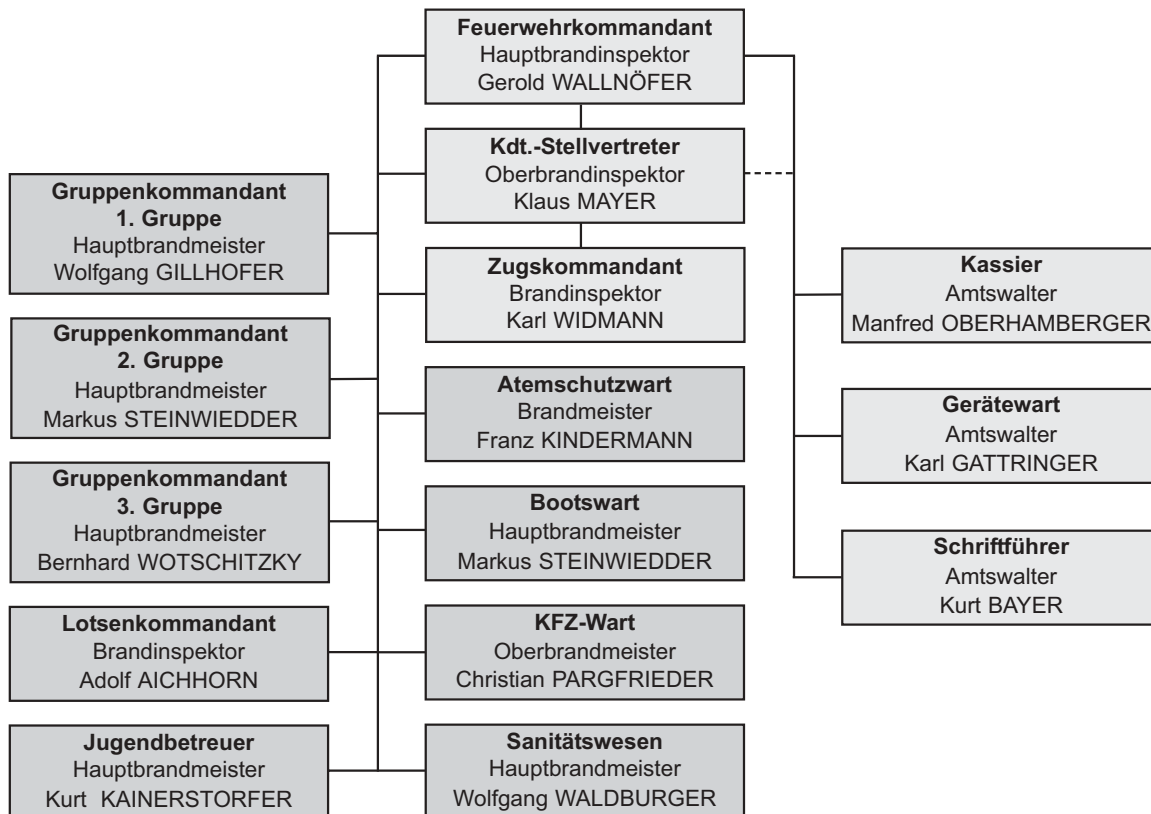 Feuerwehrkommandant
Hauptbrandinspektor
Gerold WALLNÖFER
Kdt.-Stellvertreter
Oberbrandinspektor
Klaus MAYER
Zugskommandant
Brandinspektor
Karl WIDMANN
Atemschutzwart
Brandmeister
Franz KINDERMANN
Bootswart
Hauptbrandmeister
Markus STEINWIEDDER
KFZ-Wart
Oberbrandmeister
Christian PARGFRIEDER
Sanitätswesen
Hauptbrandmeister
Wolfgang WALDBURGER
Gruppenkommandant
1. Gruppe
Hauptbrandmeister
Wolfgang GILLHOFER
Gruppenkommandant
2. Gruppe
Hauptbrandmeister
Markus STEINWIEDDER
Gruppenkommandant
3. Gruppe
Hauptbrandmeister
Bernhard WOTSCHITZKY
Lotsenkommandant
Brandinspektor
Adolf AICHHORN
Jugendbetreuer
Hauptbrandmeister
Kurt KAINERSTORFER
Kassier
Amtswalter
Manfred OBERHAMBERGER
Gerätewart
Amtswalter
Karl GATTRINGER
Schriftführer
Amtswalter
Kurt BAYER